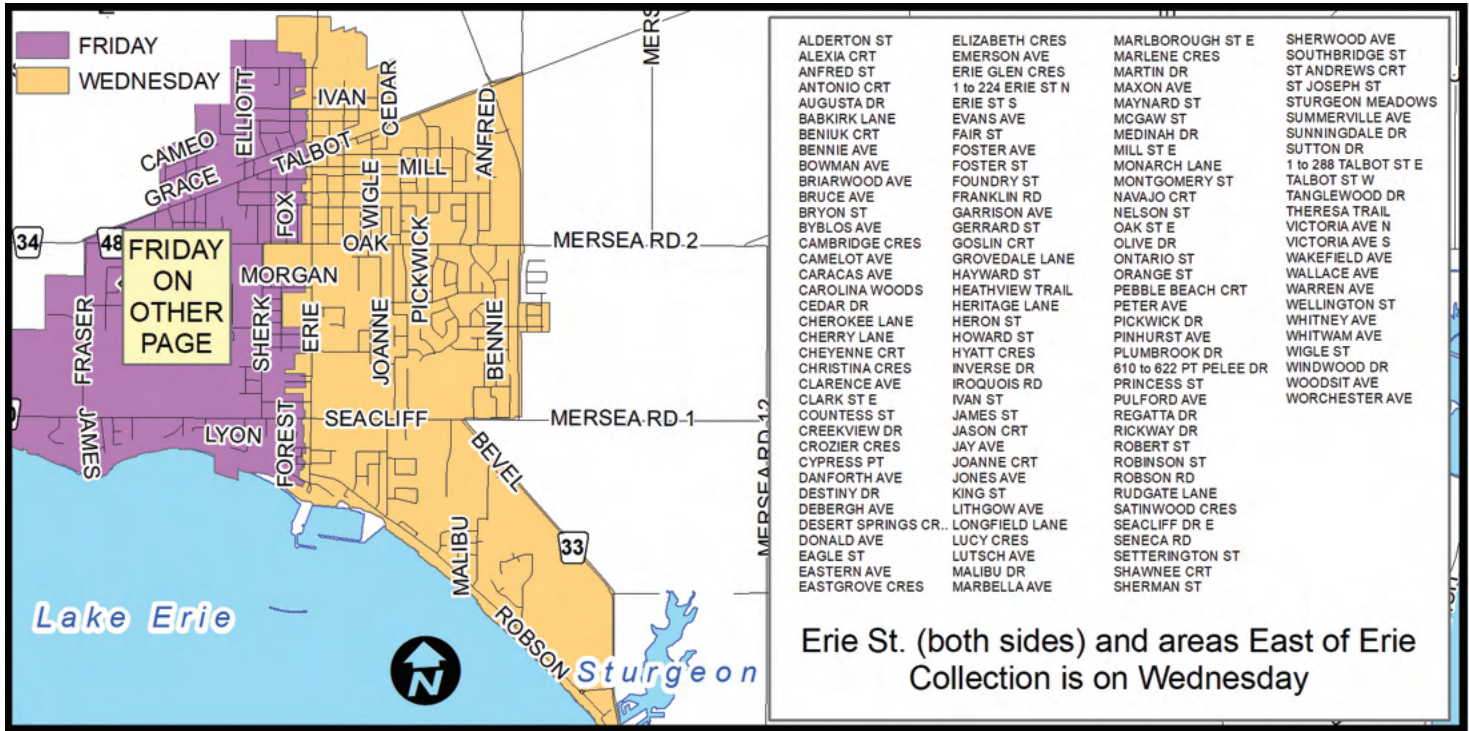 FRIDAY
WEDNESDAY
ELLIOTT
IVAN
CEDAR
CAMEO
GRACE
TALBOT
ANFRED
MILL
WIGLE
FOX
34
48
OAK
PICKWICK
MERSEA RD 2
FRIDAY
ON
OTHER
PAGE
MORGAN
FRASER
SHERK
ERIE
JOANNE
BENNIE
JAMES
LYON
FOREST
SEACLIFF
MERSEA RD 1
MERSEA RD 12
BEVEL
33
MALIBU
ROBSON
Lake Erie
Sturgeon
N
ALDERTON ST
ALEXIA CRT
ANFRED ST
ANTONIO CRT
AUGUSTA DR
BABKIRK LANE
BENIUK CRT
BENNIE AVE
BOWMAN AVE
BRIARWOOD AVE
BRUCE AVE
BRYON ST
BYBLOS AVE
CAMBRIDGE CRES
CAMELOT AVE
CARACAS AVE
CAROLINA WOODS
CEDAR DR
CHEROKEE LANE
CHERRY LANE
CHEYENNE CRT
CHRISTINA CRES
CLARENCE AVE
CLARK ST E
COUNTESS ST
CREEKVIEW DR
CROZIER CRES
CYPRESS PT
DANFORTH AVE
DESTINY DR
DEBERGH AVE
DESERT SPRINGS CR..
DONALD AVE
EAGLE ST
EASTERN AVE
EASTGROVE CRES
ELIZABETH CRES
EMERSON AVE
ERIE GLEN CRES
1 to 224 ERIE ST N
ERIE ST S
EVANS AVE
FAIR ST
FOSTER AVE
FOSTER ST
FOUNDRY ST
FRANKLIN RD
GARRISON AVE
GERRARD ST
GOSLIN CRT
GROVEDALE LANE
HAYWARD ST
HEATHVIEW TRAIL
HERITAGE LANE
HERON ST
HOWARD ST
HYATT CRES
INVERSE DR
IROQUOIS RD
IVAN ST
JAMES ST
JASON CRT
JAY AVE
JOANNE CRT
JONES AVE
KING ST
LITHGOW AVE
LONGFIELD LANE
LUCY CRES
LUTSCH AVE
MALIBU DR
MARBELLA AVE
MARLBOROUGH ST E
MARLENE CRES
MARTIN DR
MAXON AVE
MAYNARD ST
MCGAW ST
MEDINAH DR
MILL ST E
MONARCH LANE
MONTGOMERY ST
NAVAJO CRT
NELSON ST
OAK ST E
OLIVE DR
ONTARIO ST
ORANGE ST
PEBBLE BEACH CRT
PETER AVE
PICKWICK DR
PINHURST AVE
PLUMBROOK DR
610 to 622 PT PELEE DR
PRINCESS ST
PULFORD AVE
REGATTA DR
RICKWAY DR
ROBERT ST
ROBINSON ST
ROBSON RD
RUDGATE LANE
SATINWOOD CRES
SEACLIFF DR E
SENECA RD
SETTERINGTON ST
SHAWNEE CRT
SHERMAN ST
SHERWOOD AVE
SOUTHBRIDGE ST
ST ANDREWS CRT
ST JOSEPH ST
STURGEON MEADOWS
SUMMERVILLE AVE
SUNNINGDALE DR
SUTTON DR
1 to 288 TALBOT ST E
TALBOT ST W
TANGLEWOOD DR
THERESA TRAIL
VICTORIA AVE N
VICTORIA AVE S
WAKEFIELD AVE
WALLACE AVE
WARREN AVE
WELLINGTON ST
WHITNEY AVE
WHITWAM AVE
WIGLE ST
WINDWOOD DR
WOODSIT AVE
WORCHESTER AVE
Erie St. (both sides) and areas East of Erie
Collection is on Wednesday